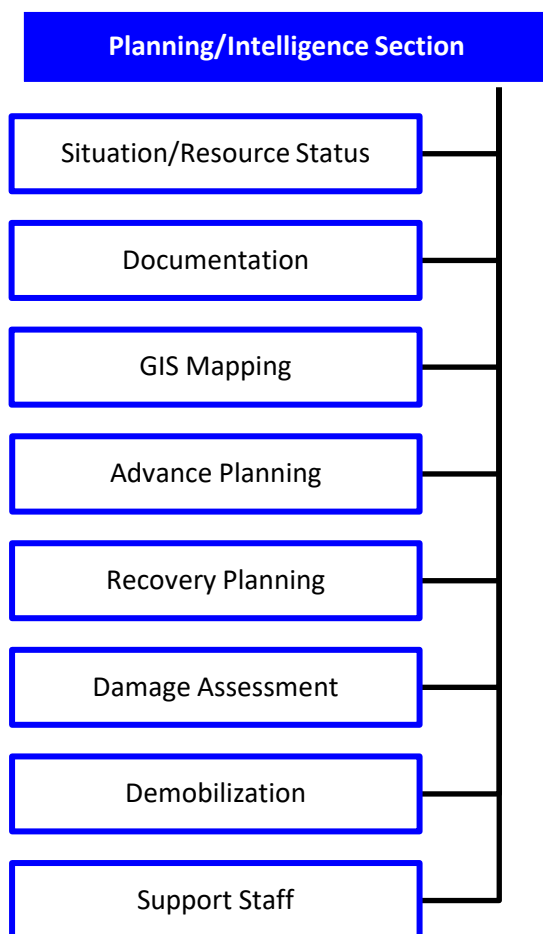 Planning/Intelligence Section
Situation/Resource Status
Documentation
GIS Mapping
Advance Planning
Recovery Planning
Damage Assessment
Demobilization
Support Staff